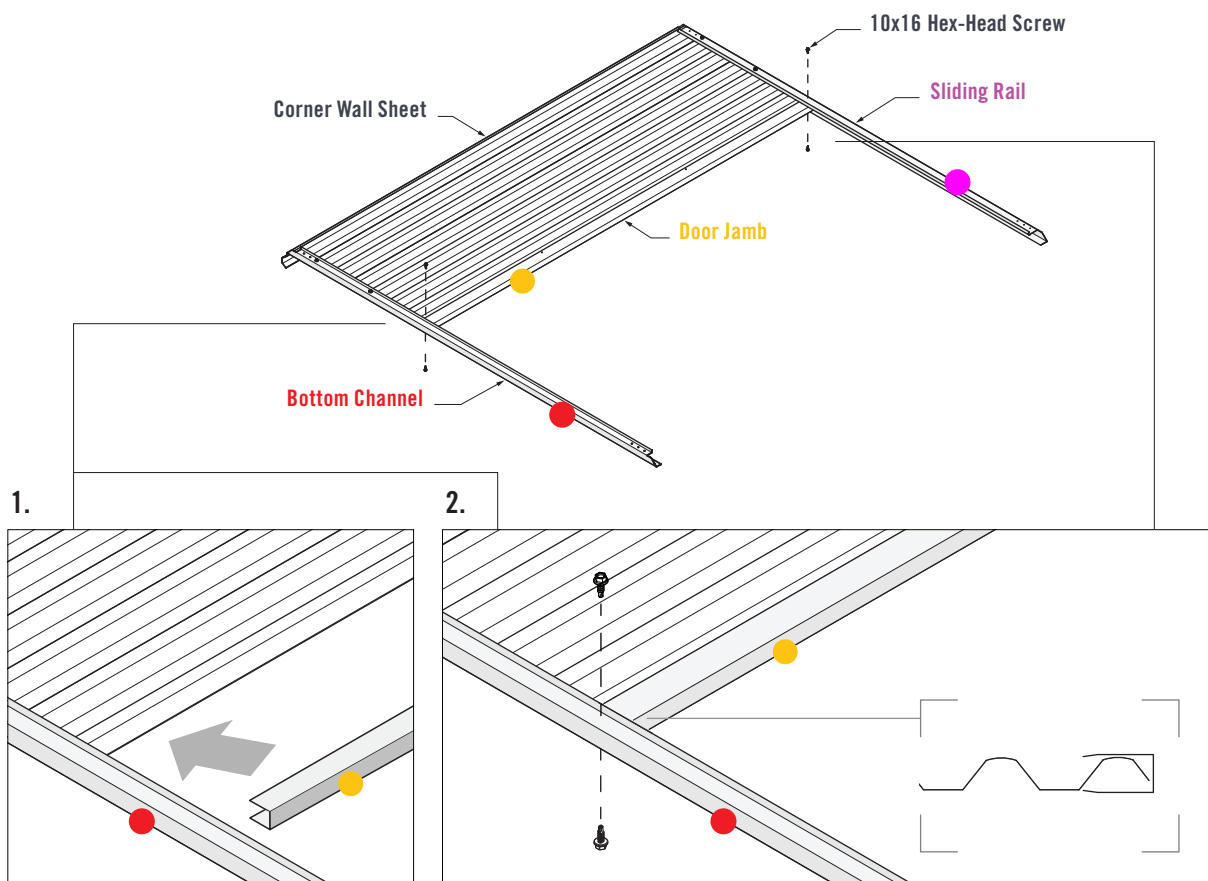 10x16 Hex-Head Screw
Sliding Rail
Corner Wall Sheet
Door Jamb
Bottom Channel
1.
2.